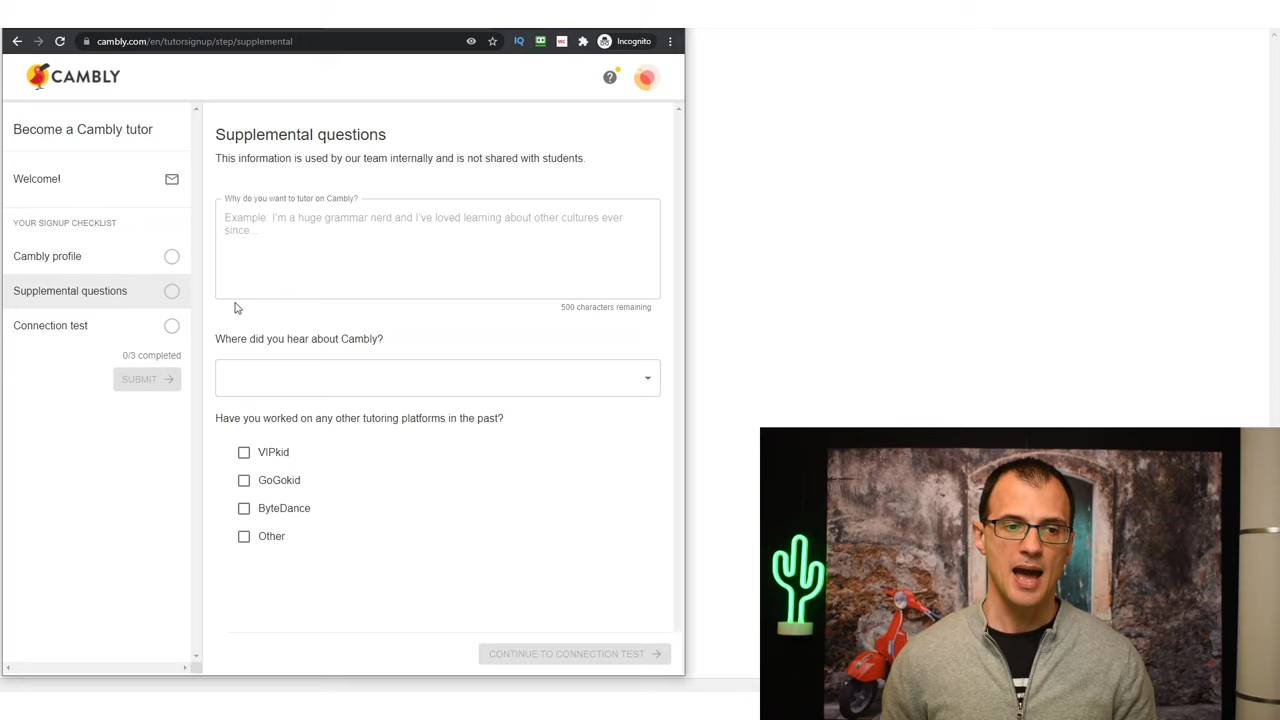 cambly.com/en/tutorsignup/step/supplemental
IQ
WC
Incognito
CAMBLY
Become a Cambly tutor
Welcome!
YOUR SIGNUP CHECKLIST
Cambly profile
Supplemental questions
Connection test
0/3 completed
SUBMIT
Supplemental questions
This information is used by our team internally and is not shared with students.
Why do you want to tutor on Cambly?
Example: I'm a huge grammar nerd and I've loved learning about other cultures ever
since...
500 characters remaining
Where did you hear about Cambly?
Have you worked on any other tutoring platforms in the past?
VIPkid
GoGokid
ByteDance
Other
CONTINUE TO CONNECTION TEST